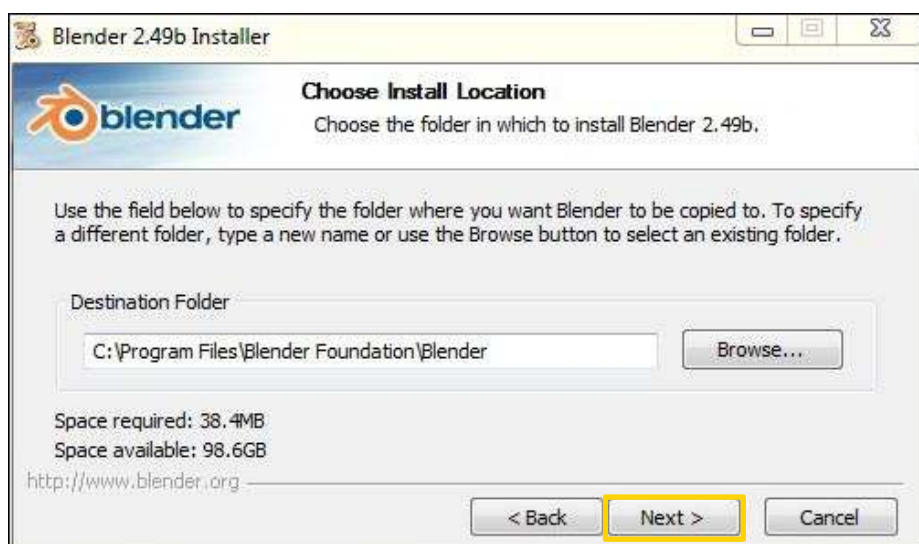 Blender 2.49b Installer
blender
Choose Install Location
Choose the folder in which to install Blender 2.49b.
Use the field below to specify the folder where you want Blender to be copied to. To specify
a different folder, type a new name or use the Browse button to select an existing folder.
Destination Folder
C:\Program Files\Blender Foundation\Blender
Browse...
Space required: 38.4MB
Space available: 98.6GB
http://www.blender.org
< Back
Next >
Cancel